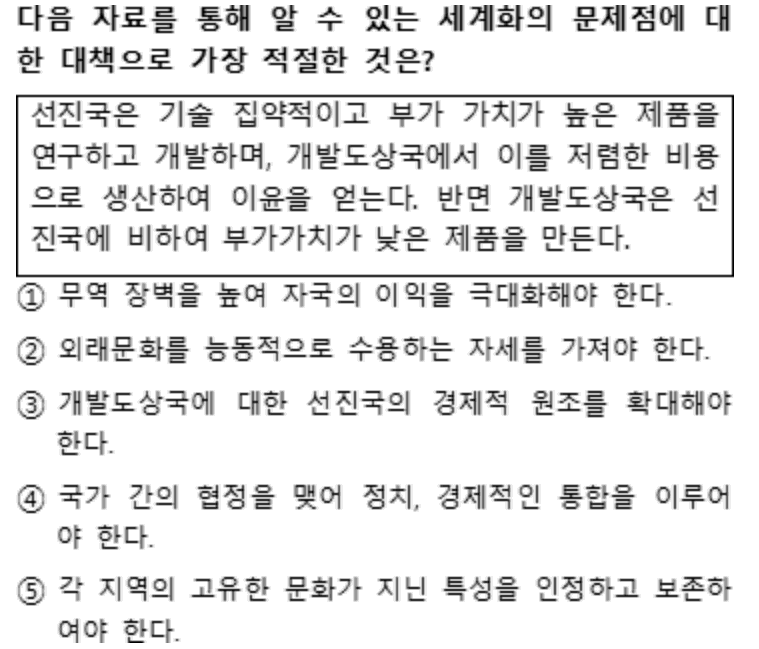 다음 자료를 통해 알 수 있는 세계화의 문제점에 대
한 대책으로 가장 적절한 것은?
선진국은 기술 집약적이고 부가 가치가 높은 제품을
연구하고 개발하며, 개발도상국에서 이를 저렴한 비용
으로 생산하여 이윤을 얻는다. 반면 개발도상국은 선
진국에 비하여 부가가치가 낮은 제품을 만든다.
① 무역 장벽을 높여 자국의 이익을 극대화해야 한다.
② 외래문화를 능동적으로 수용하는 자세를 가져야 한다.
③ 개발도상국에 대한 선진국의 경제적 원조를 확대해야
한다.
④ 국가 간의 협정을 맺어 정치, 경제적인 통합을 이루어
야 한다.
⑤ 각 지역의 고유한 문화가 지닌 특성을 인정하고 보존하
여야 한다.